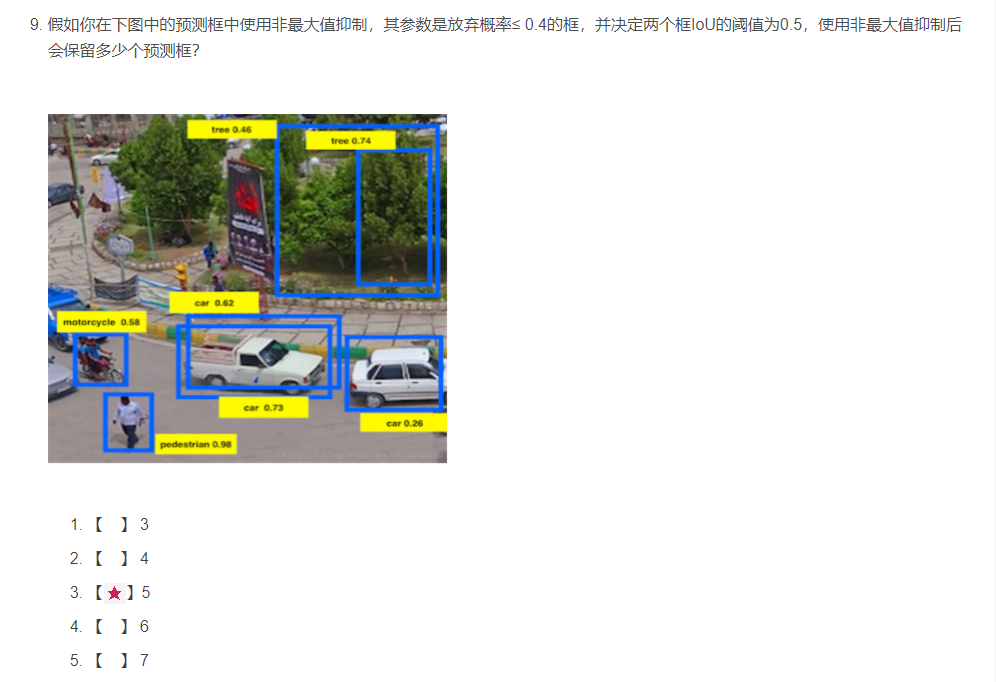 9. 假如你在下图中的预测框中使用非最大值抑制，其参数是放弃概率≤ 0.4的框，并决定两个框IoU的阈值为0.5，使用非最大值抑制后
会保留多少个预测框？
tree 0.46
tree 0.74
car 0.62
motorcycle 0.58
car 0.73
car 0.26
pedestrian 0.98
1. 【 】 3
2. 【 】 4
3. 【★】 5
4. 【 】 6
5. 【 】 7